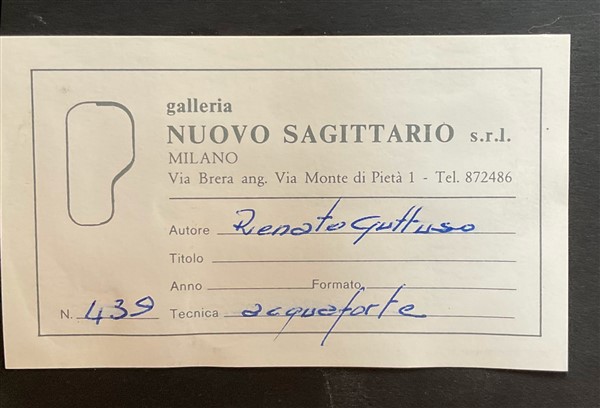 galleria
NUOVO SAGITTARIO s.r.l.
MILANO
Via Brera ang. Via Monte di Pietà 1 - Tel. 872486
Autore Renato Guttuso
Titolo
Anno Formato
N. 439 Tecnica acquaforte